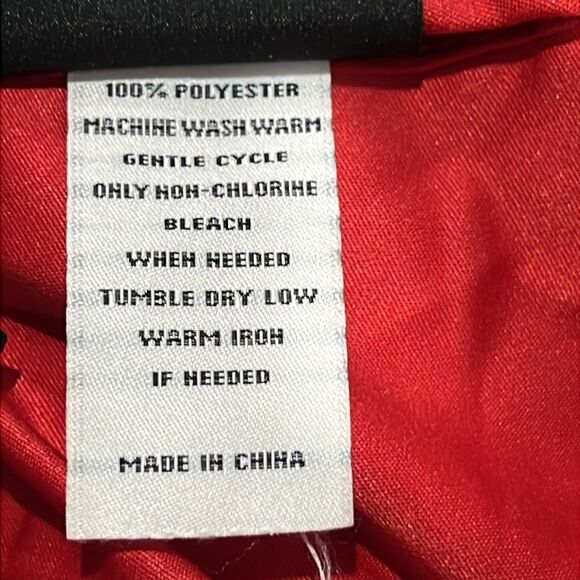 100% POLYESTER
MACHINE WASH WARM
GENTLE CYCLE
ONLY NON-CHLORINE
BLEACH
WHEN NEEDED
TUMBLE DRY LOW
WARM IRON
IF NEEDED
MADE IN CHINA